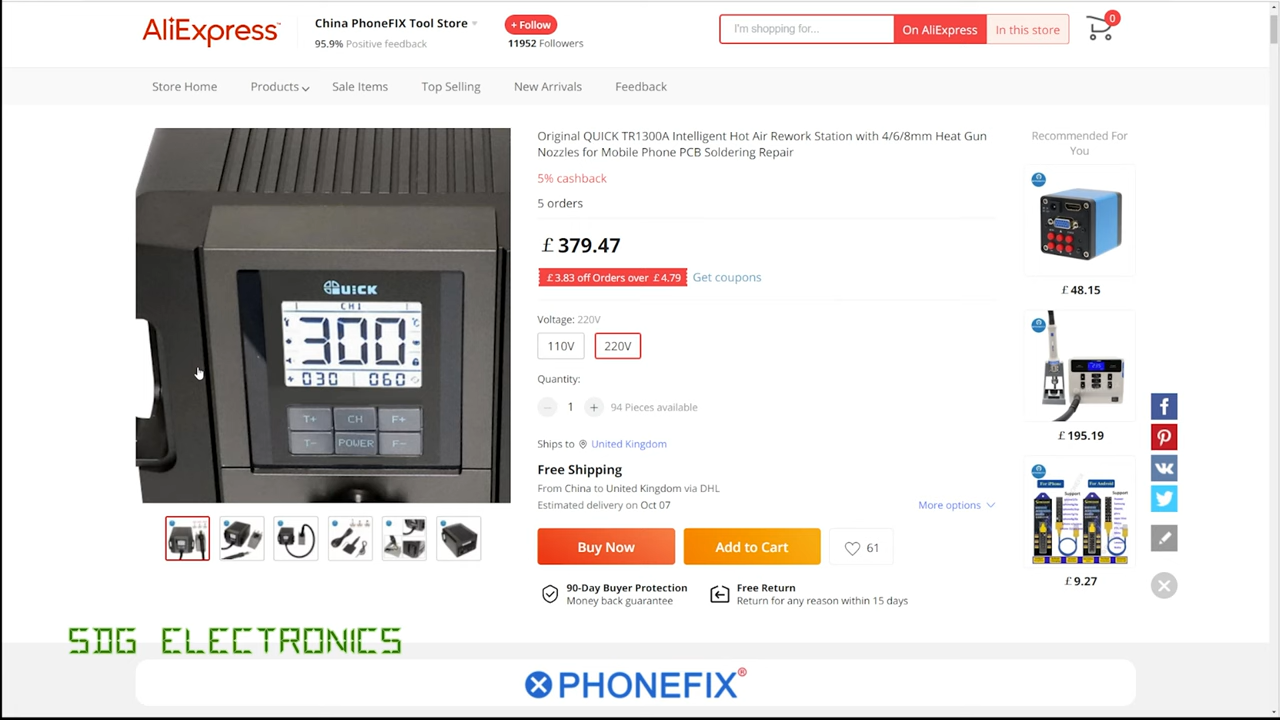 AliExpress™
China PhoneFIX Tool Store
95.9% Positive feedback
+ Follow
11952 Followers
I'm shopping for...
On AliExpress
In this store
0
Store Home
Products
Sale Items
Top Selling
New Arrivals
Feedback
QUICK
CH1
300
030
060
T+
CH
F+
T-
POWER
F-
Original QUICK TR1300A Intelligent Hot Air Rework Station with 4/6/8mm Heat Gun
Nozzles for Mobile Phone PCB Soldering Repair
5% cashback
5 orders
£ 379.47
£ 3.83 off Orders over £ 4.79
Get coupons
Voltage: 220V
110V
220V
Quantity:
1
94 Pieces available
Ships to
United Kingdom
Free Shipping
From China to United Kingdom via DHL
Estimated delivery on Oct 07
More options
Buy Now
Add to Cart
61
90-Day Buyer Protection
Money back guarantee
Free Return
Return for any reason within 15 days
Recommended For
You
£ 48.15
£ 195.19
For iPhone
For Android
Support
Support
£ 9.27
SDG ELECTRONICS
PHONEFIX®